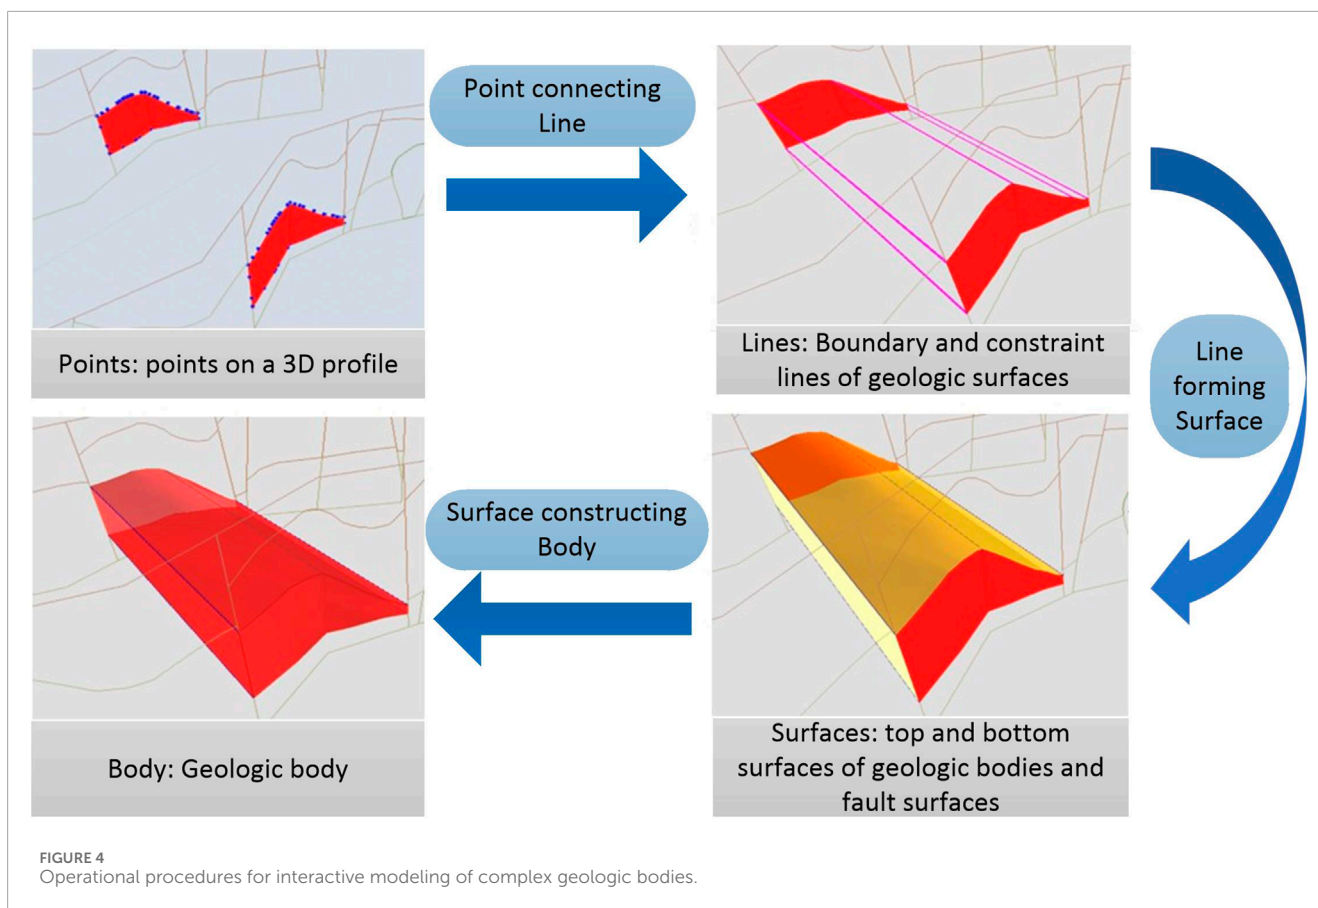 Point connecting
Line
Points: points on a 3D profile
Lines: Boundary and constraint
lines of geologic surfaces
Line
forming
Surface
Surface constructing
Body
Surfaces: top and bottom
surfaces of geologic bodies and
fault surfaces
Body: Geologic body
FIGURE 4
Operational procedures for interactive modeling of complex geologic bodies.